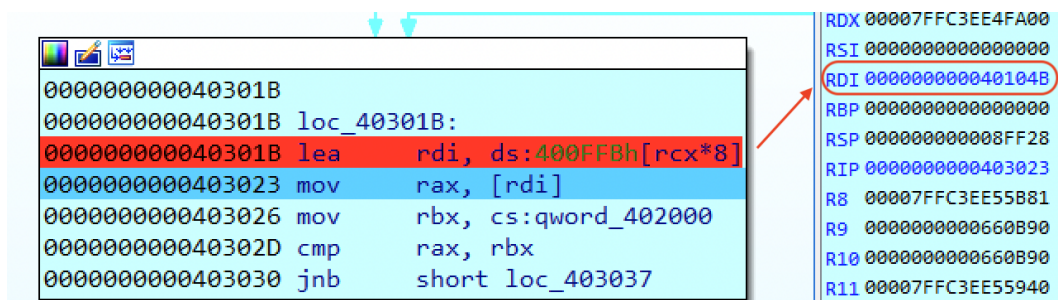 000000000040301B
000000000040301B loc_40301B:
000000000040301B lea rdi, ds:400FFBh[rcx*8]
0000000000403023 mov rax, [rdi]
0000000000403026 mov rbx, cs:qword_402000
000000000040302D cmp rax, rbx
0000000000403030 jnb short loc_403037
RDX 00007FFC3EE4FA00
RSI 0000000000000000
RDI 000000000040104B
RBP 0000000000000000
RSP 000000000008FF28
RIP 0000000000403023
R8 00007FFC3EE55B81
R9 0000000000660B90
R10 0000000000660B90
R11 00007FFC3EE55940